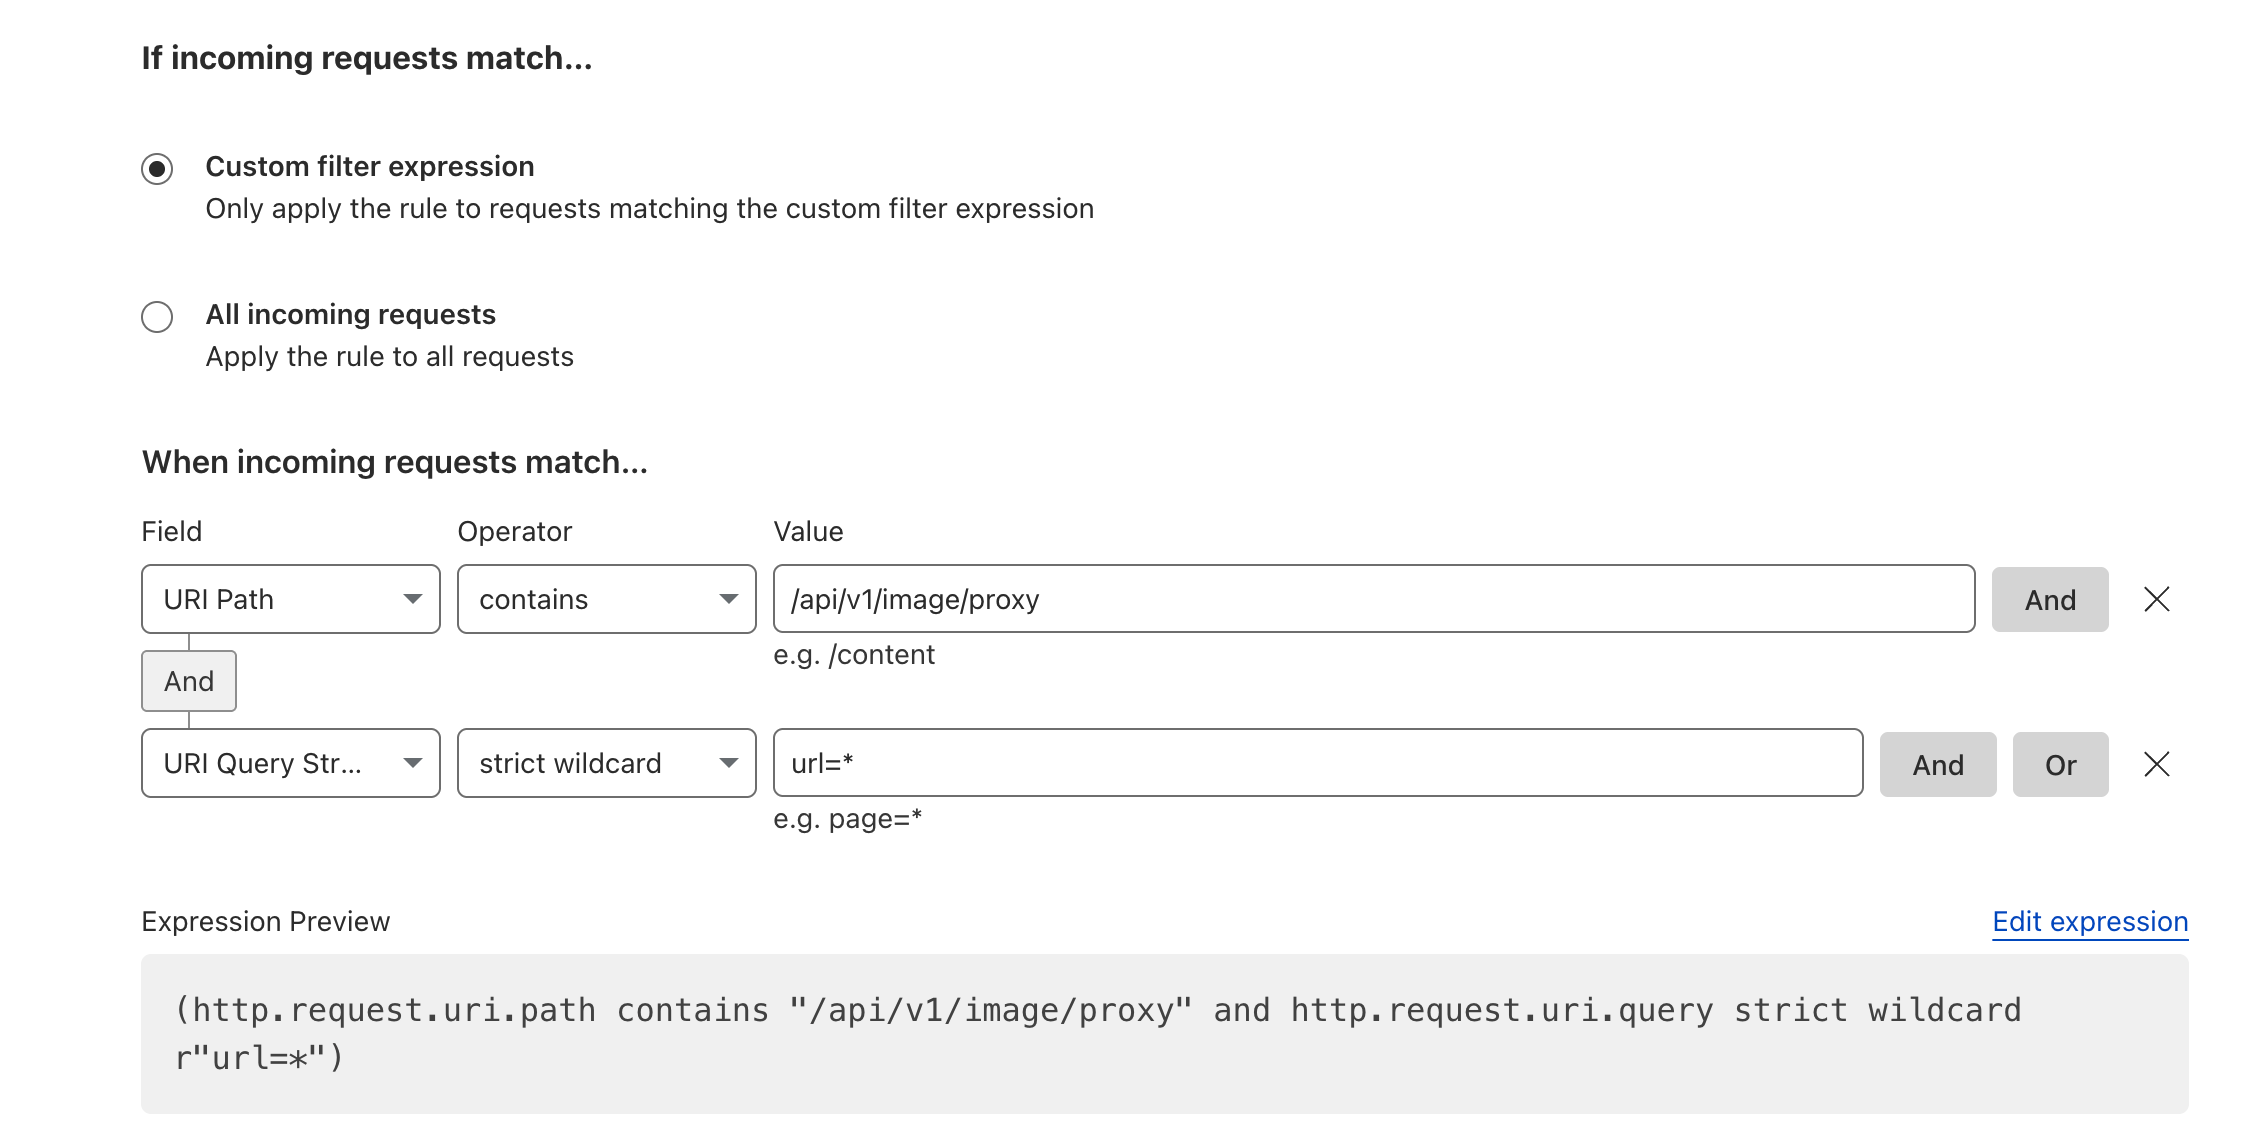 If incoming requests match...
Custom filter expression
Only apply the rule to requests matching the custom filter expression
All incoming requests
Apply the rule to all requests
When incoming requests match...
Field Operator Value
URI Path contains /api/v1/image/proxy And
e.g. /content
And
URI Query Str... strict wildcard url=* And Or
e.g. page=*
Expression Preview Edit expression
(http.request.uri.path contains "/api/v1/image/proxy" and http.request.uri.query strict wildcard
r"url=*")